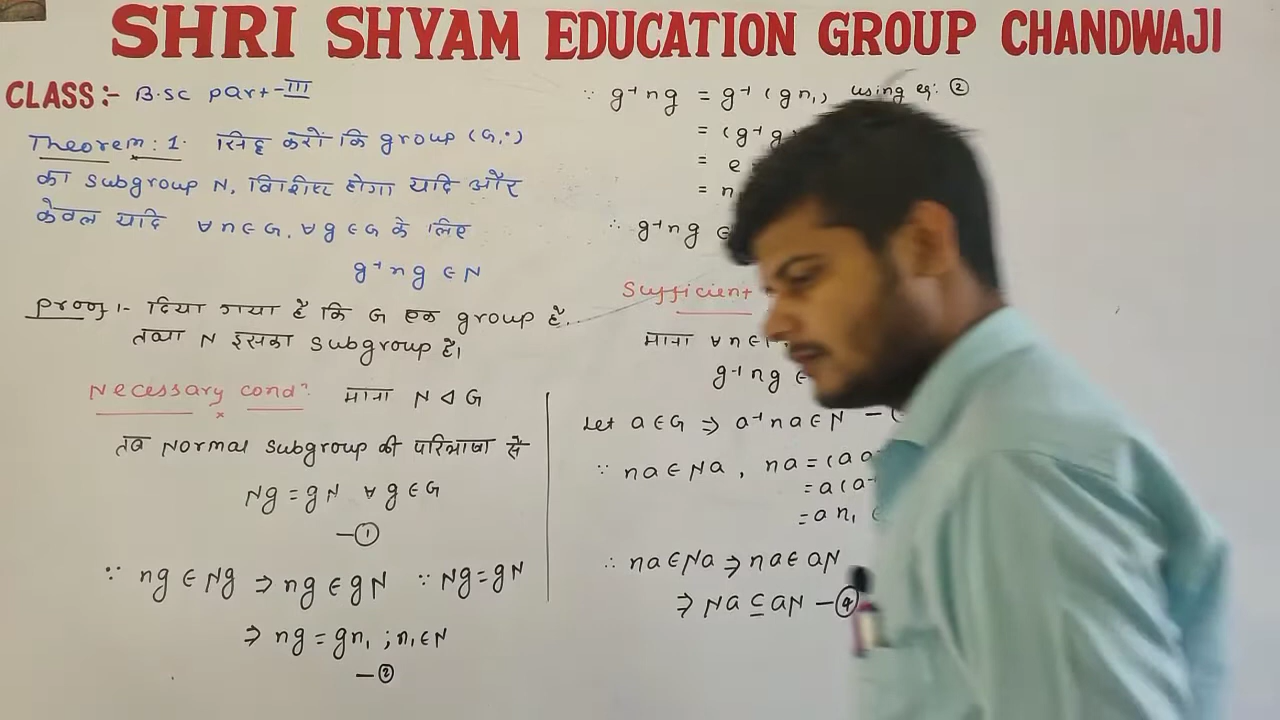 SHRI SHYAM EDUCATION GROUP CHANDWAJI
CLASS:- B.sc part-III
Theorem: 1. सिद्ध करो कि group (G,·)
का subgroup N, विशिष्ट होगा यदि और
केवल यदि ∀n∈G, ∀g∈G के लिए
g⁻¹ng ∈ N
Proof:- दिया गया है कि G एक group है.
तथा N इसका subgroup है।
Necessary condⁿ: माना N ⊲ G
तब Normal subgroup की परिभाषा से
Ng = gN ∀g∈G
—①
∵ ng ∈ Ng ⇒ ng ∈ gN ∵ Ng = gN
⇒ ng = gn₁ ; n₁∈N
—②
∵ g⁻¹ng = g⁻¹(gn₁) using eq: ②
= (g⁻¹g
= e
= n
∴ g⁻¹ng ∈
Sufficient
माना ∀n∈
g⁻¹ng ∈
Let a∈G ⇒ a⁻¹na∈N —
∵ na∈Na, na = (aa
= a(a⁻
= an₁ ∈
∴ na∈Na ⇒ na∈aN
⇒ Na ⊆ aN —④